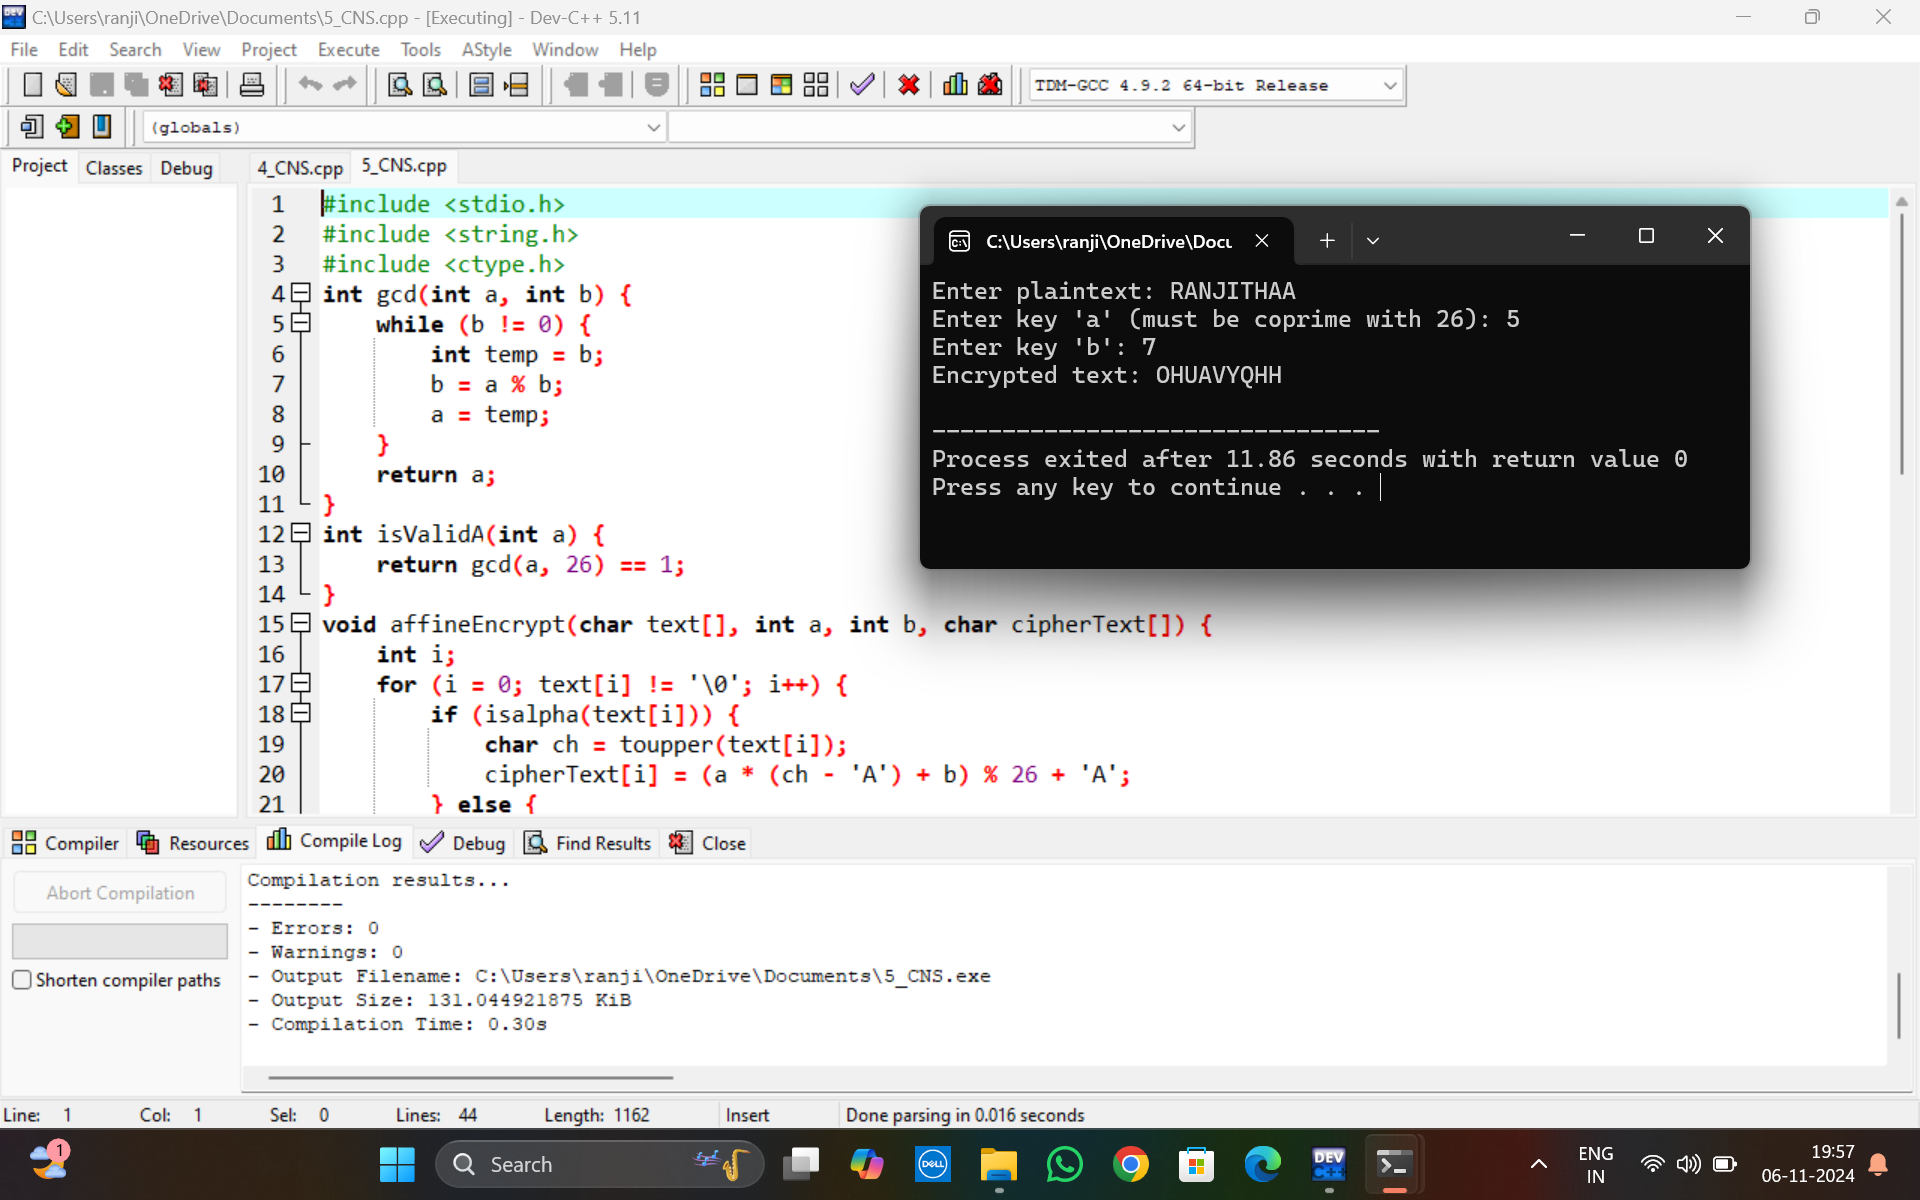 C:\Users\ranji\OneDrive\Documents\5_CNS.cpp - [Executing] - Dev-C++ 5.11
File Edit Search View Project Execute Tools AStyle Window Help
TDM-GCC 4.9.2 64-bit Release
(globals)
Project Classes Debug 4_CNS.cpp 5_CNS.cpp
1 #include <stdio.h>
2 #include <string.h>
3 #include <ctype.h>
4 int gcd(int a, int b) {
5 while (b != 0) {
6 int temp = b;
7 b = a % b;
8 a = temp;
9 }
10 return a;
11 }
12 int isValidA(int a) {
13 return gcd(a, 26) == 1;
14 }
15 void affineEncrypt(char text[], int a, int b, char cipherText[]) {
16 int i;
17 for (i = 0; text[i] != '\0'; i++) {
18 if (isalpha(text[i])) {
19 char ch = toupper(text[i]);
20 cipherText[i] = (a * (ch - 'A') + b) % 26 + 'A';
21 } else {
C:\Users\ranji\OneDrive\Docu
Enter plaintext: RANJITHAA
Enter key 'a' (must be coprime with 26): 5
Enter key 'b': 7
Encrypted text: OHUAVYQHH
--------------------------------
Process exited after 11.86 seconds with return value 0
Press any key to continue . . .
Compiler Resources Compile Log Debug Find Results Close
Abort Compilation
Shorten compiler paths
Compilation results...
--------
- Errors: 0
- Warnings: 0
- Output Filename: C:\Users\ranji\OneDrive\Documents\5_CNS.exe
- Output Size: 131.044921875 KiB
- Compilation Time: 0.30s
Line: 1 Col: 1 Sel: 0 Lines: 44 Length: 1162 Insert Done parsing in 0.016 seconds
1
Search
DELL
DEV
C++
ENG
IN
19:57
06-11-2024